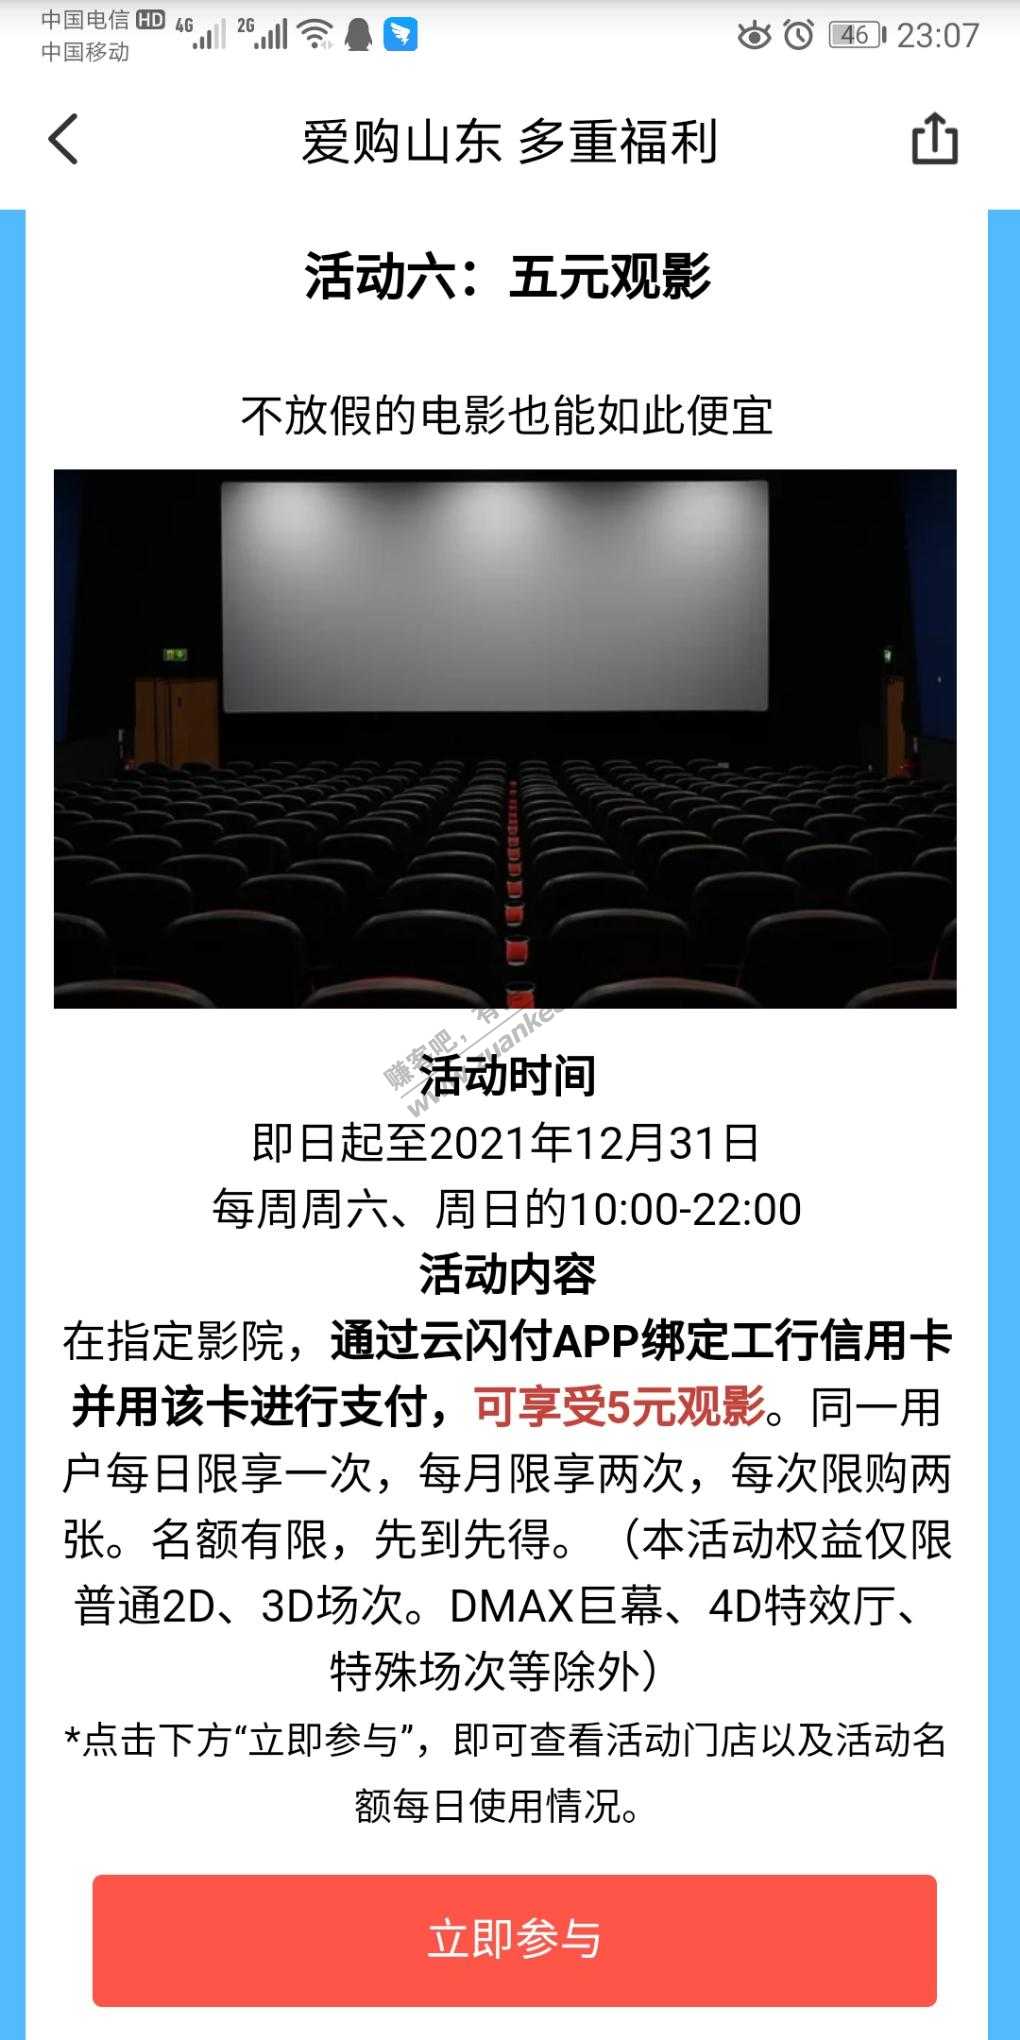 中国电信 HD 4G 2G 46 23:07
中国移动
爱购山东 多重福利
活动六：五元观影
不放假的电影也能如此便宜
赚客吧，有
活动时间
即日起至2021年12月31日
每周周六、周日的10:00-22:00
活动内容
在指定影院，通过云闪付APP绑定工行信用卡
并用该卡进行支付，可享受5元观影。同一用
户每日限享一次，每月限享两次，每次限购两
张。名额有限，先到先得。（本活动权益仅限
普通2D、3D场次。DMAX巨幕、4D特效厅、
特殊场次等除外）
*点击下方“立即参与”，即可查看活动门店以及活动名
额每日使用情况。
立即参与